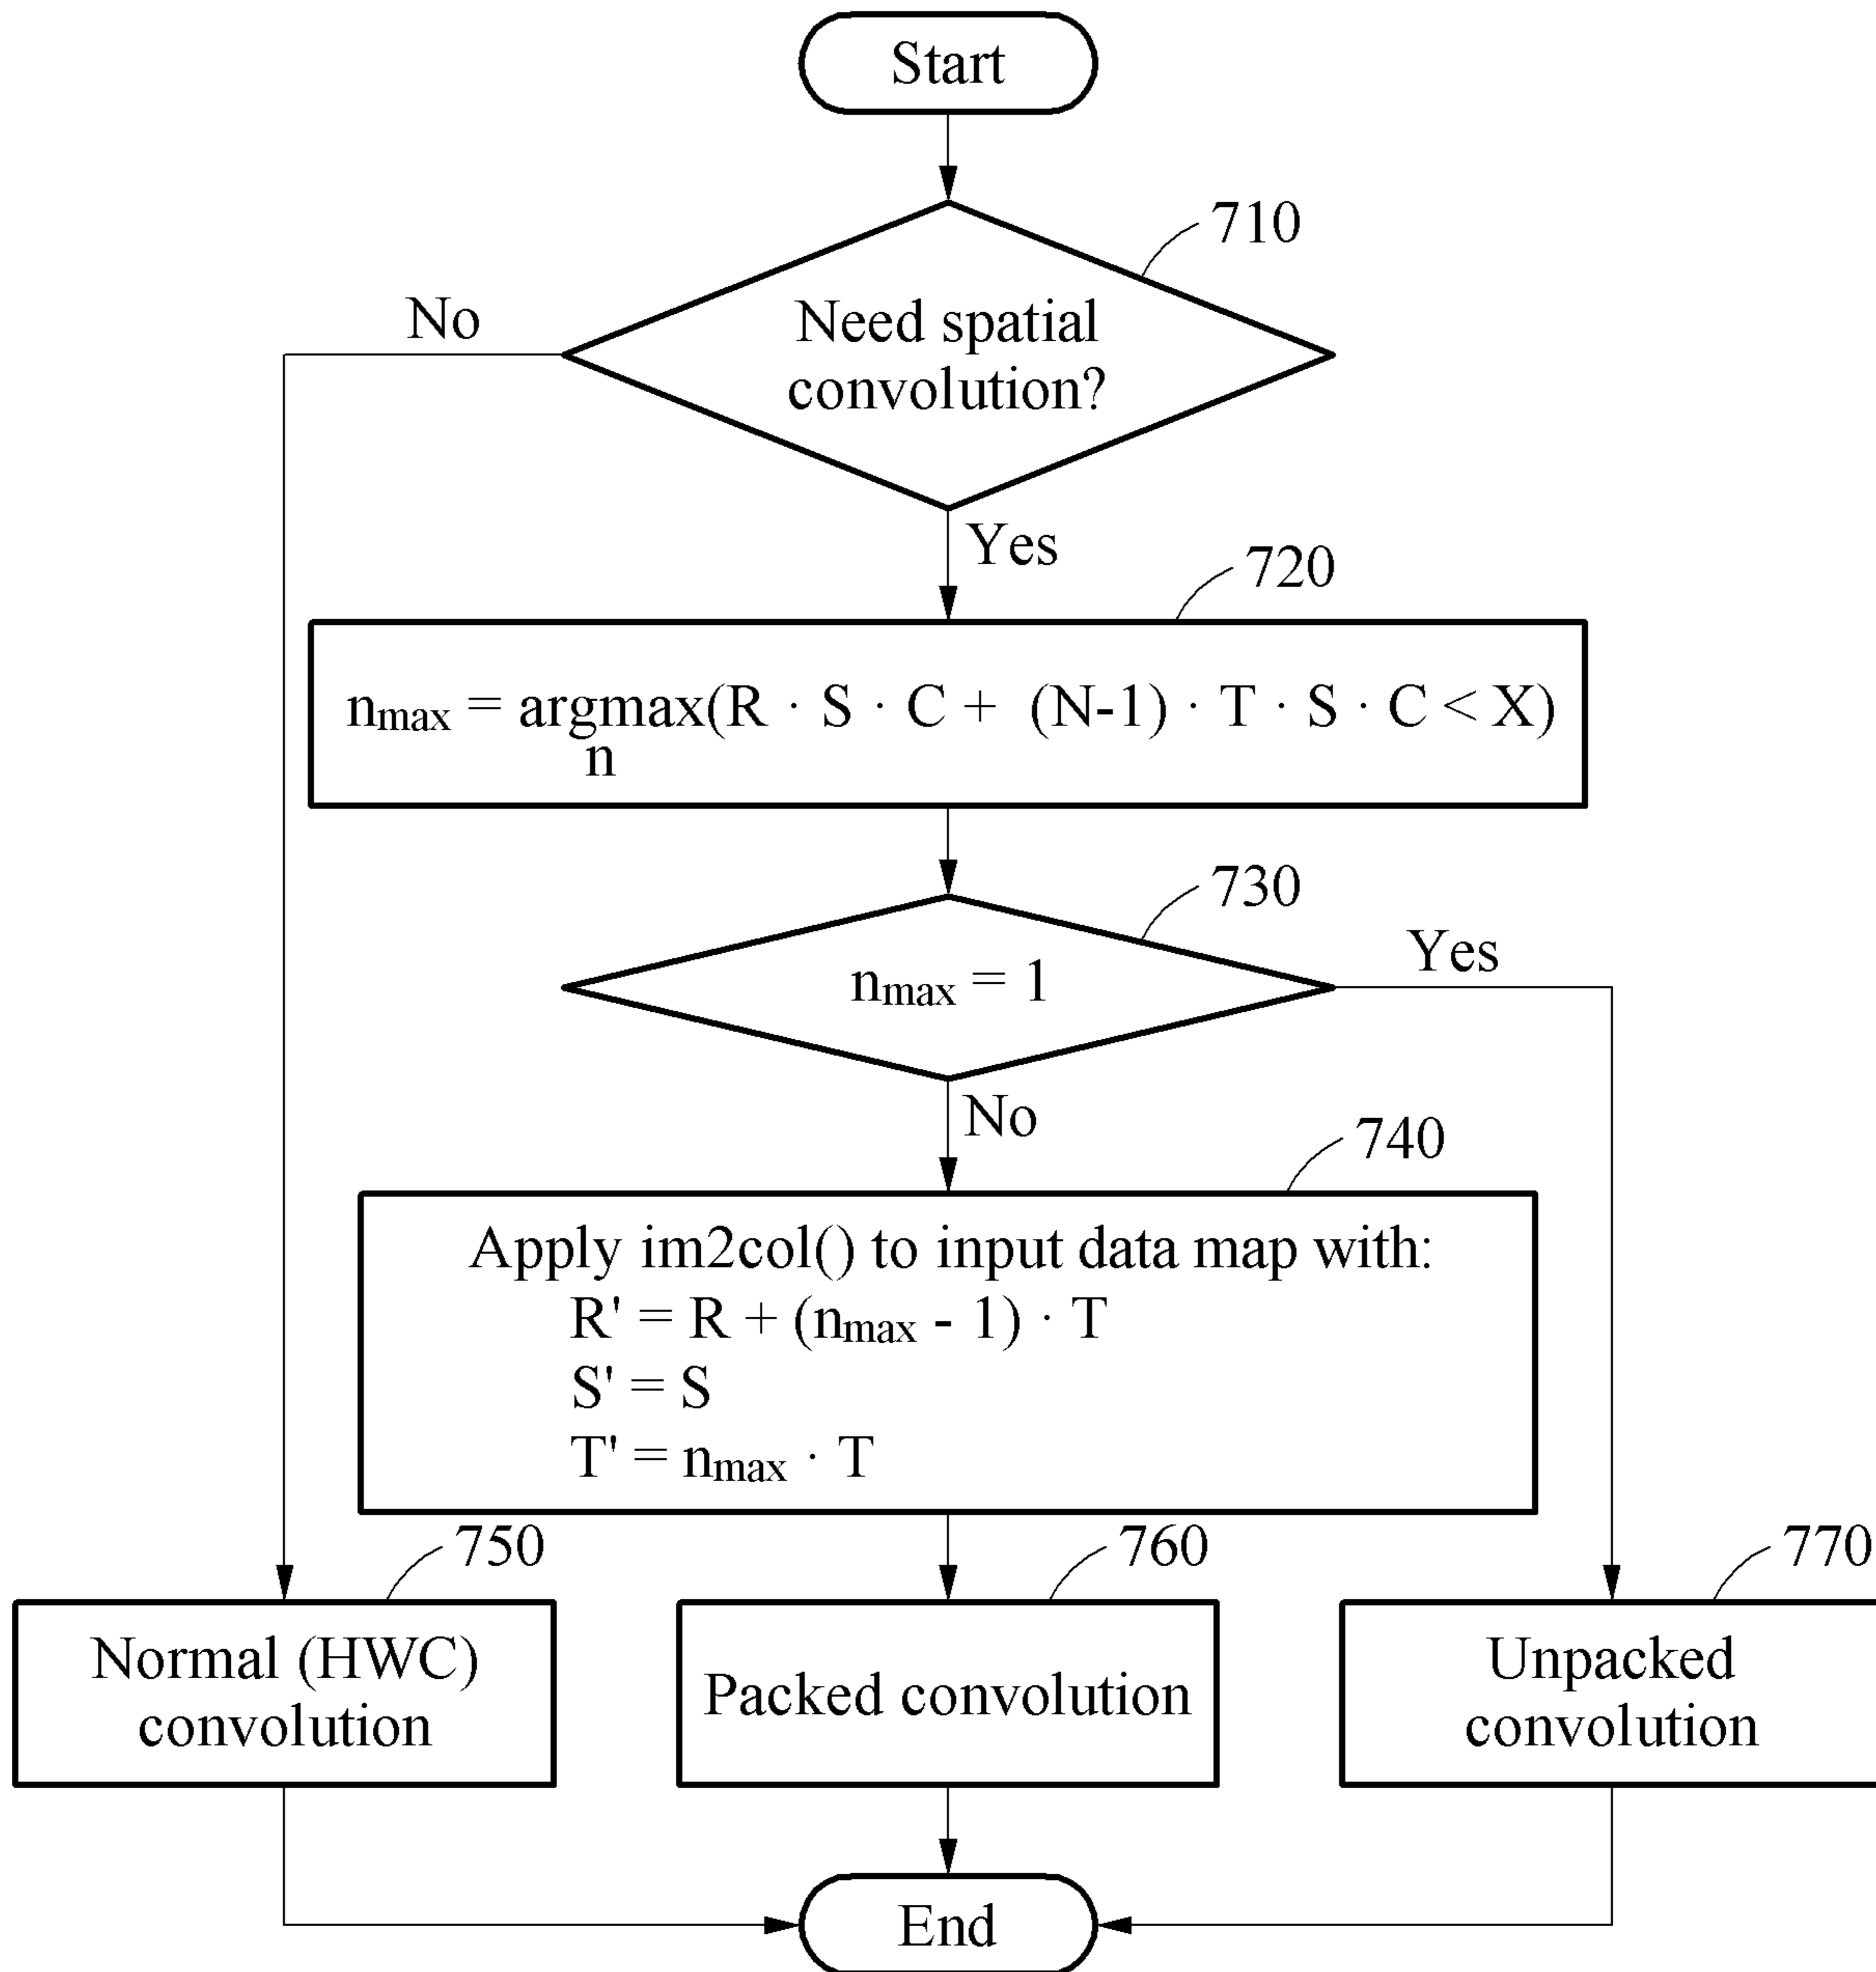 Start
710
Need spatial
convolution?
No
Yes
720
nmax = argmax(R · S · C + (N-1) · T · S · C < X)
n
730
nmax = 1
Yes
No
740
Apply im2col() to input data map with:
R' = R + (nmax - 1) · T
S' = S
T' = nmax · T
750
Normal (HWC)
convolution
760
Packed convolution
770
Unpacked
convolution
End